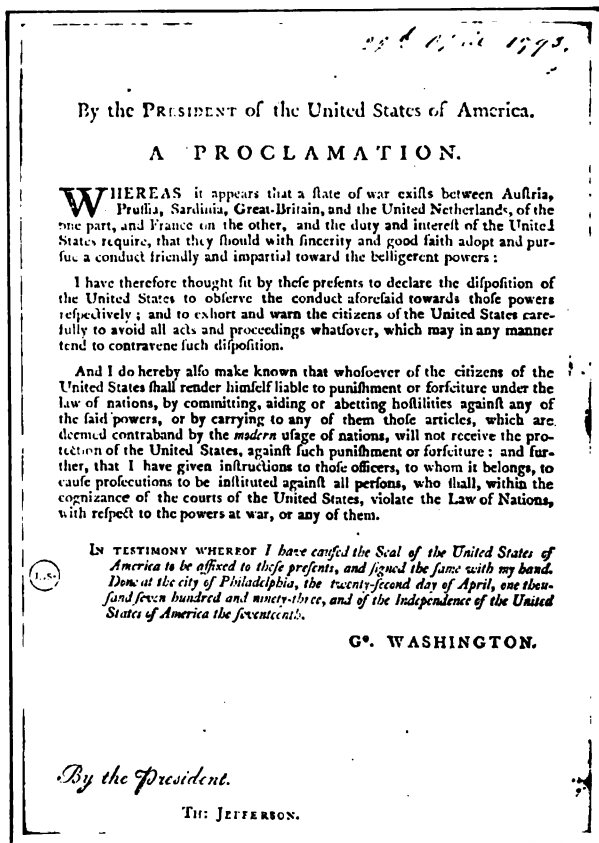 1793.
By the PRESIDENT of the United States of America.
A PROCLAMATION.
WHEREAS it appears that a ſtate of war exiſts between Auſtria,
Pruſſia, Sardinia, Great-Britain, and the United Netherlands, of the
one part, and France on the other, and the duty and intereſt of the United
States require, that they ſhould with ſincerity and good faith adopt and pur-
ſue a conduct friendly and impartial toward the belligerent powers:
I have therefore thought fit by theſe preſents to declare the diſpoſition of
the United States to obſerve the conduct aforeſaid towards thoſe powers
reſpectively; and to exhort and warn the citizens of the United States care-
fully to avoid all acts and proceedings whatſover, which may in any manner
tend to contravene ſuch diſpoſition.
And I do hereby alſo make known that whoſoever of the citizens of the
United States ſhall render himſelf liable to puniſhment or forfeiture under the
law of nations, by committing, aiding or abetting hoſtilities againſt any of
the ſaid powers, or by carrying to any of them thoſe articles, which are
deemed contraband by the modern uſage of nations, will not receive the pro-
tection of the United States, againſt ſuch puniſhment or forfeiture: and fur-
ther, that I have given inſtructions to thoſe officers, to whom it belongs, to
cauſe proſecutions to be inſtituted againſt all perſons, who ſhall, within the
cognizance of the courts of the United States, violate the Law of Nations,
with reſpect to the powers at war, or any of them.
IN TESTIMONY WHEREOF I have cauſed the Seal of the United States of
America to be affixed to theſe preſents, and ſigned the ſame with my hand.
Done at the city of Philadelphia, the twenty-ſecond day of April, one thou-
ſand ſeven hundred and ninety-three, and of the Independence of the United
States of America the ſeventeenth.
L.S.
Gº. WASHINGTON.
By the President.
TH: JEFFERSON.